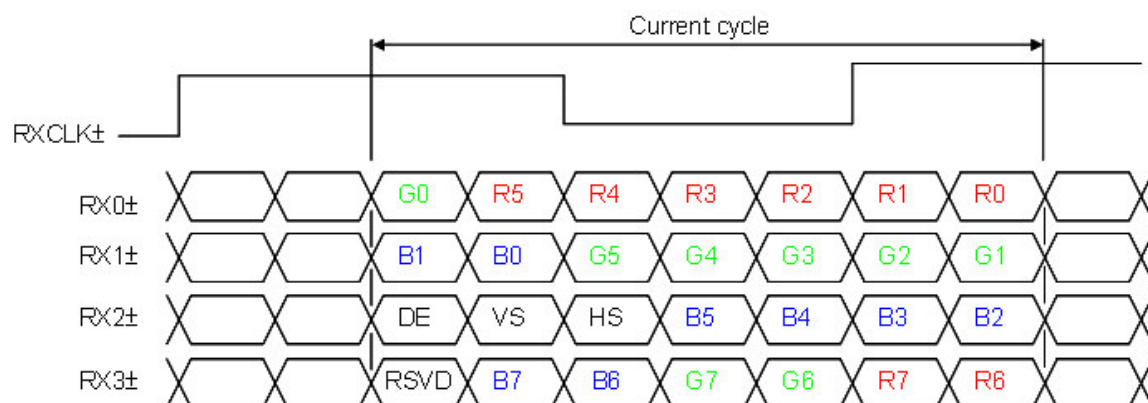 Current cycle
RXCLK±
RX0± G0 R5 R4 R3 R2 R1 R0
RX1± B1 B0 G5 G4 G3 G2 G1
RX2± DE VS HS B5 B4 B3 B2
RX3± RSVD B7 B6 G7 G6 R7 R6